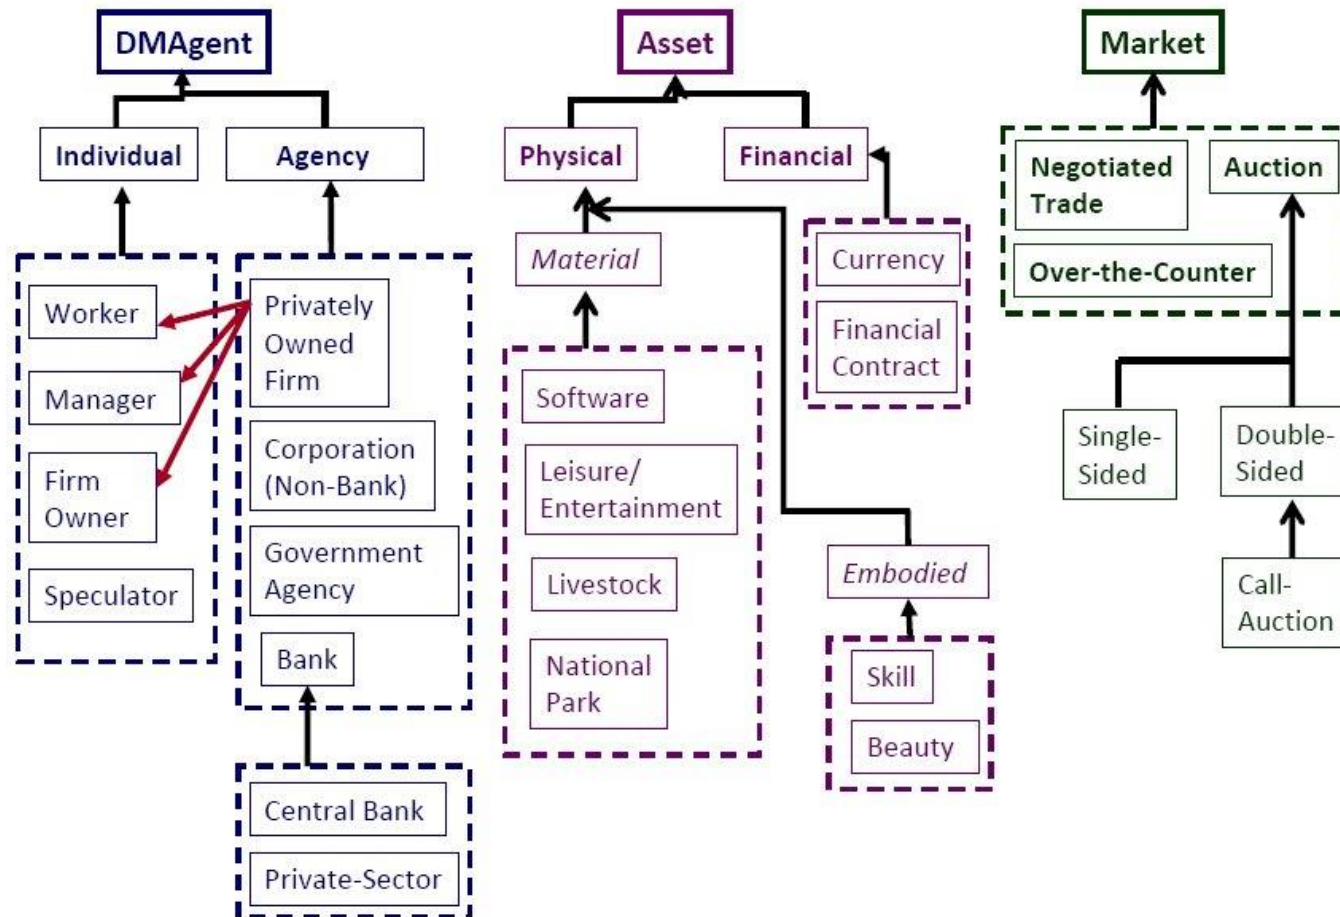 DMAgent
Individual
Agency
Worker
Manager
Firm
Owner
Speculator
Privately
Owned
Firm
Corporation
(Non-Bank)
Government
Agency
Bank
Central Bank
Private-Sector
Asset
Physical
Financial
Material
Currency
Financial
Contract
Software
Leisure/
Entertainment
Livestock
National
Park
Embodied
Skill
Beauty
Market
Negotiated
Trade
Auction
Over-the-Counter
Single-
Sided
Double-
Sided
Call-
Auction